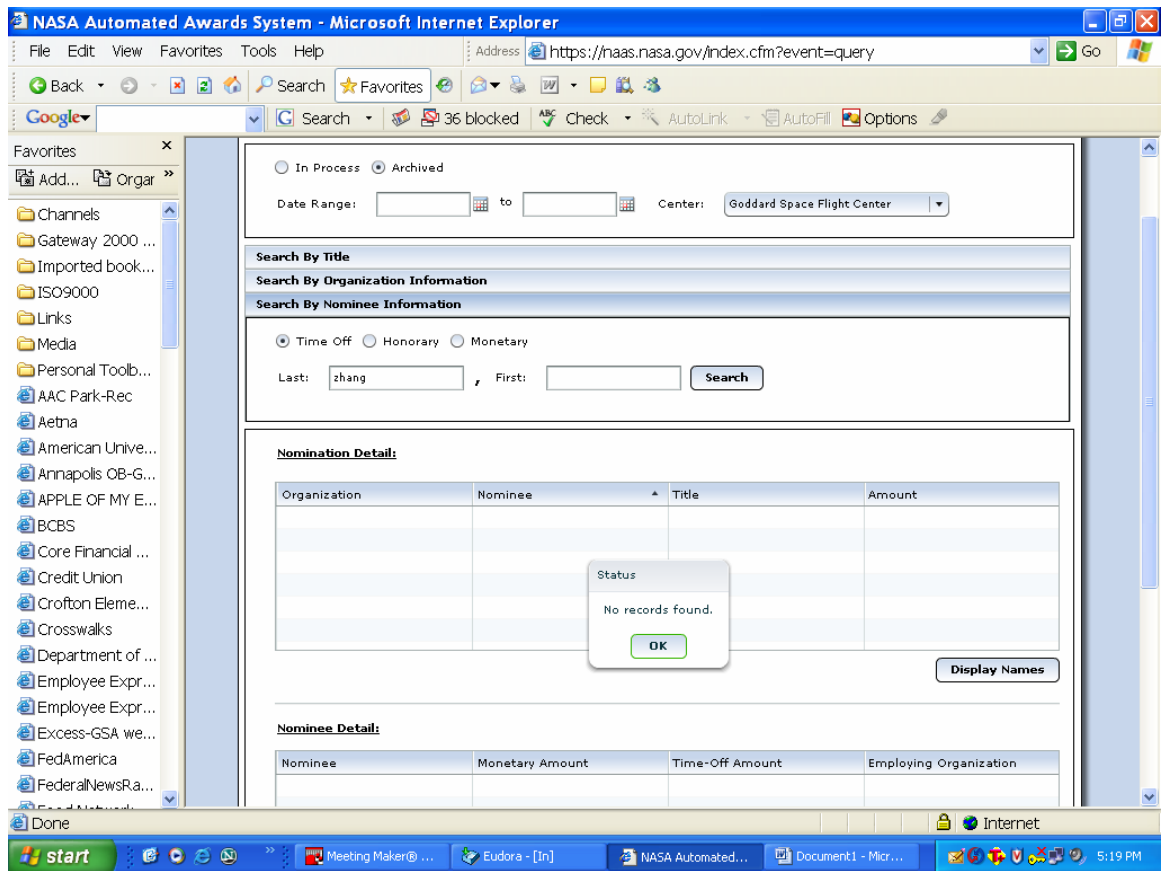 NASA Automated Awards System - Microsoft Internet Explorer
File Edit View Favorites Tools Help Address https://naas.nasa.gov/index.cfm?event=query Go
Back Search Favorites
Google Search 36 blocked ABC Check AutoLink AutoFill Options
Favorites x
Add... Orgar »
Channels
Gateway 2000 ...
Imported book...
ISO9000
Links
Media
Personal Toolb...
AAC Park-Rec
Aetna
American Unive...
Annapolis OB-G...
APPLE OF MY E...
BCBS
Core Financial ...
Credit Union
Crofton Eleme...
Crosswalks
Department of ...
Employee Expr...
Employee Expr...
Excess-GSA we...
FedAmerica
FederalNewsRa...
In Process Archived
Date Range: to Center: Goddard Space Flight Center
Search By Title
Search By Organization Information
Search By Nominee Information
Time Off Honorary Monetary
Last: zhang , First: Search
Nomination Detail:
Organization Nominee Title Amount
Status
No records found.
OK
Display Names
Nominee Detail:
Nominee Monetary Amount Time-Off Amount Employing Organization
Done Internet
start » Meeting Maker® ... Eudora - [In] NASA Automated... Document1 - Micr... 5:19 PM